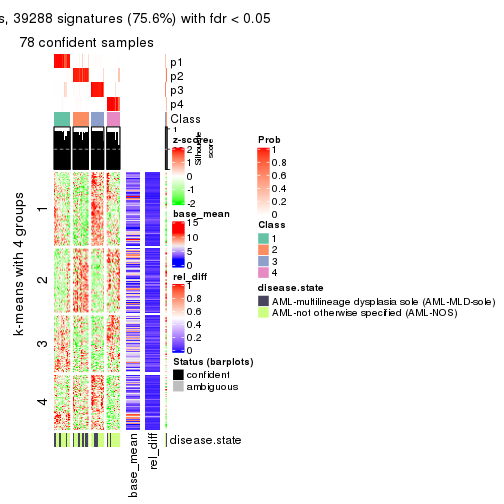 s, 39288 signatures (75.6%) with fdr < 0.05
78 confident samples
p1
p2
p3
p4
Class
1
Silhouette
score
z-score
2
1
0
-1
-2
base_mean
15
10
5
0
rel_diff
1
0.8
0.6
0.4
0.2
0
Status (barplots)
confident
ambiguous
Prob
1
0.8
0.6
0.4
0.2
0
Class
1
2
3
4
disease.state
AML-multilineage dysplasia sole (AML-MLD-sole)
AML-not otherwise specified (AML-NOS)
k-means with 4 groups
1
2
3
4
disease.state
base_mean
rel_diff